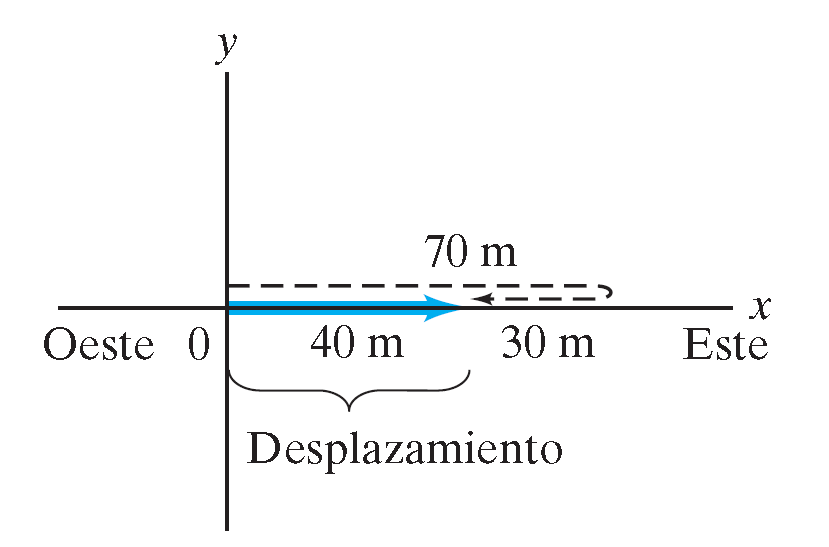 y
70 m
x
Oeste 0 40 m 30 m Este
Desplazamiento